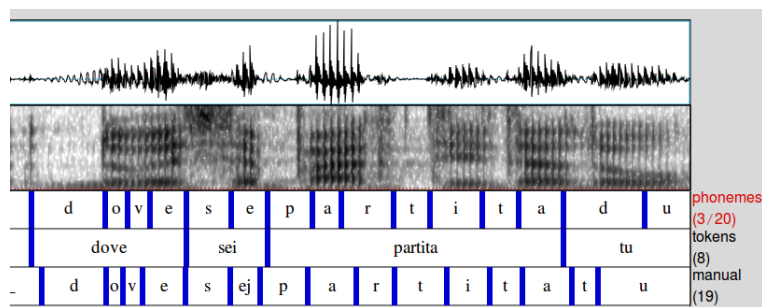 d o v e s e p a r t i t a d u phonemes (3/20)
dove sei partita tu tokens (8)
_ d o v e s ej p a r t i t a t u manual (19)